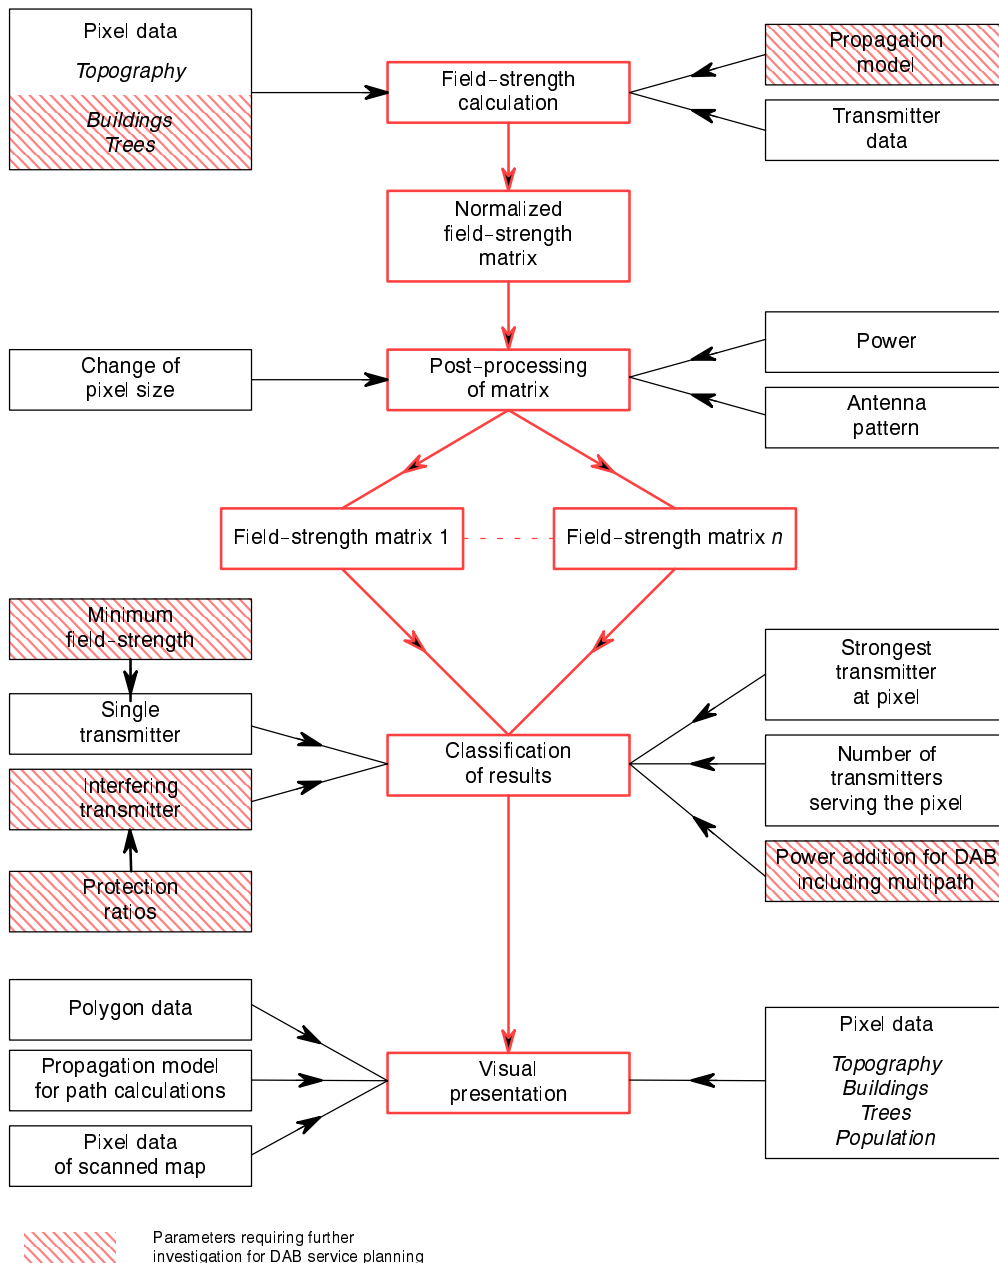 Pixel data
Topography
Buildings
Trees
Field–strength
calculation
Propagation
model
Transmitter
data
Normalized
field–strength
matrix
Change of
pixel size
Post–processing
of matrix
Power
Antenna
pattern
Field–strength matrix 1
Field–strength matrix n
Minimum
field–strength
Single
transmitter
Interfering
transmitter
Protection
ratios
Classification
of results
Strongest
transmitter
at pixel
Number of
transmitters
serving the pixel
Power addition for DAB
including multipath
Polygon data
Propagation model
for path calculations
Pixel data
of scanned map
Visual
presentation
Pixel data
Topography
Buildings
Trees
Population
Parameters requiring further
investigation for DAB service planning